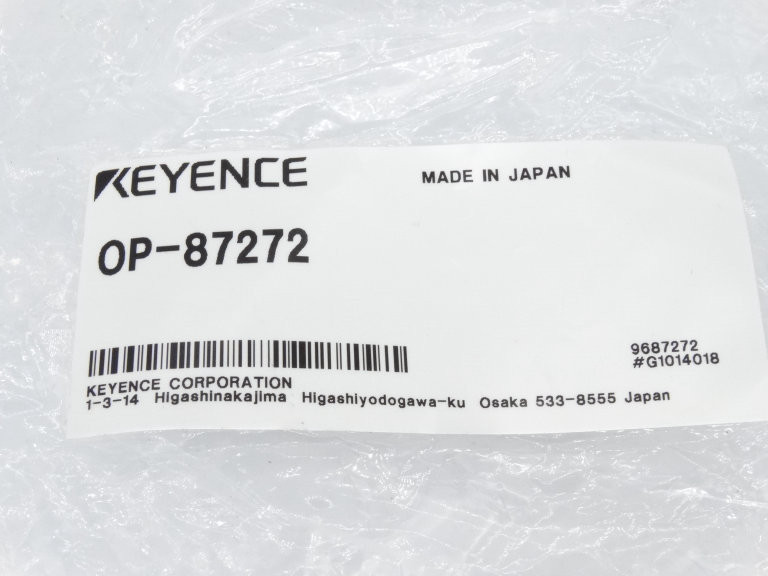 KEYENCE
MADE IN JAPAN
OP-87272
9687272
#G1014018
KEYENCE CORPORATION
1-3-14 Higashinakajima Higashiyodogawa-ku Osaka 533-8555 Japan